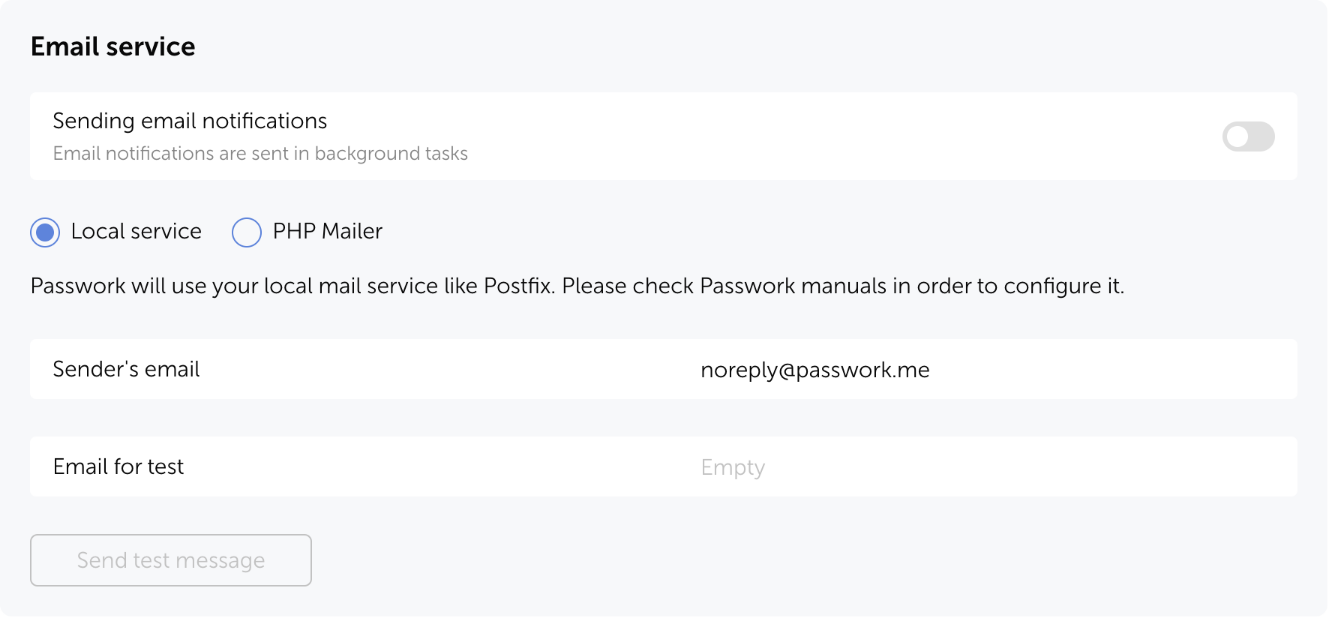 Email service
Sending email notifications
Email notifications are sent in background tasks
Local service
PHP Mailer
Passwork will use your local mail service like Postfix. Please check Passwork manuals in order to configure it.
Sender's email
noreply@passwork.me
Email for test
Empty
Send test message